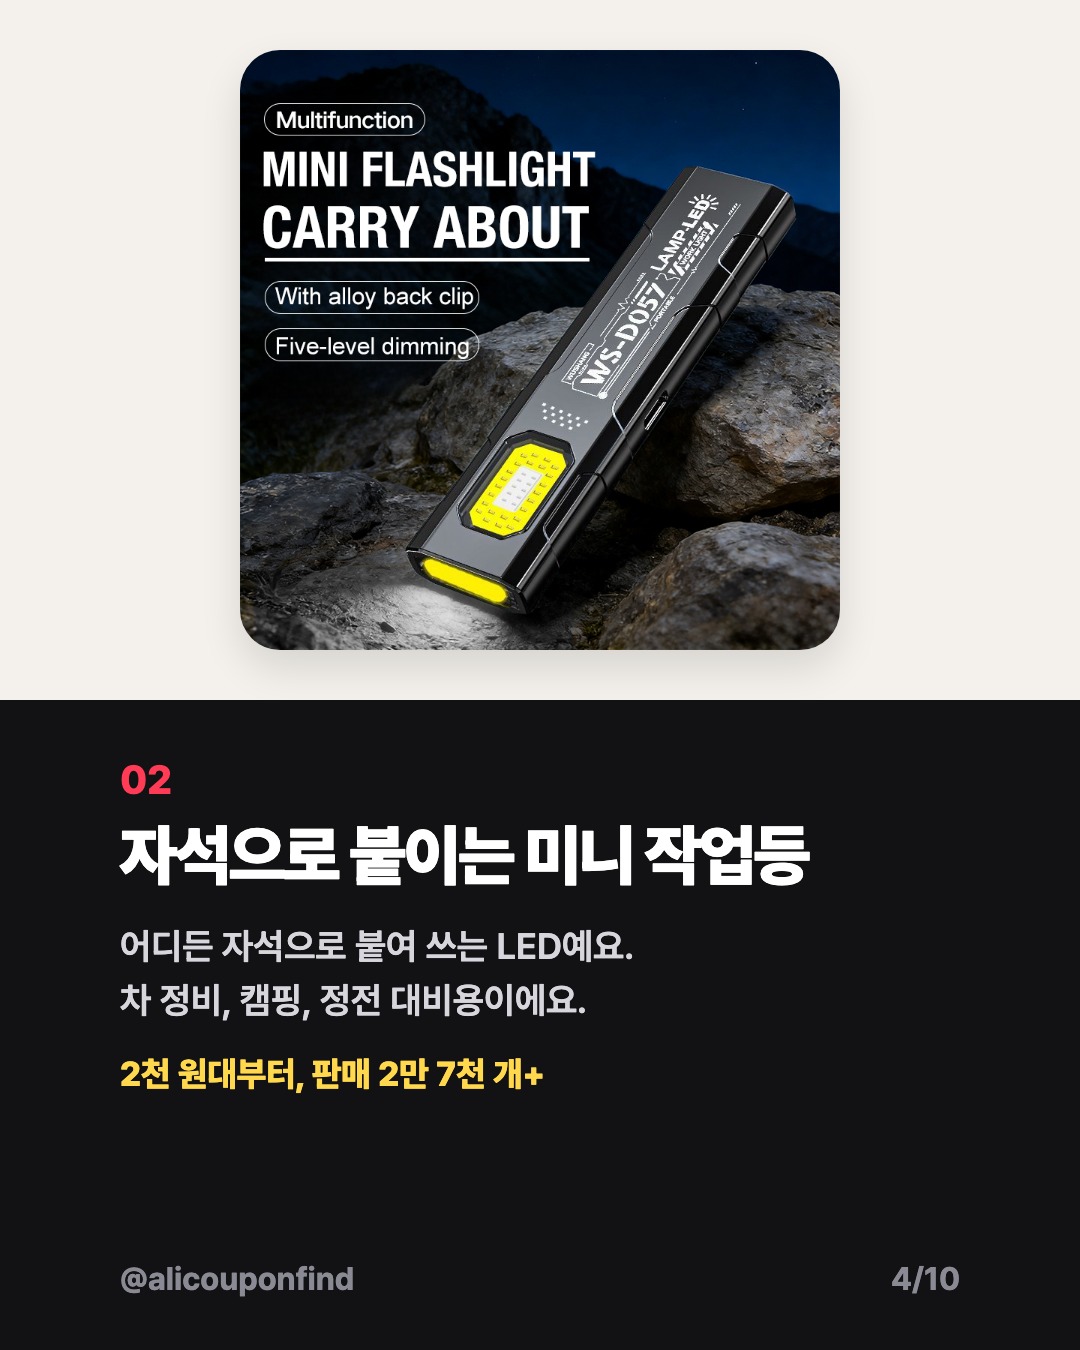 Multifunction
MINI FLASHLIGHT
CARRY ABOUT
With alloy back clip
Five-level dimming
LAMP-LED
WORK LIGHT
WS-D057
PORTABLE
02
자석으로 붙이는 미니 작업등
어디든 자석으로 붙여 쓰는 LED예요.
차 정비, 캠핑, 정전 대비용이에요.
2천 원대부터, 판매 2만 7천 개+
@alicouponfind
4/10